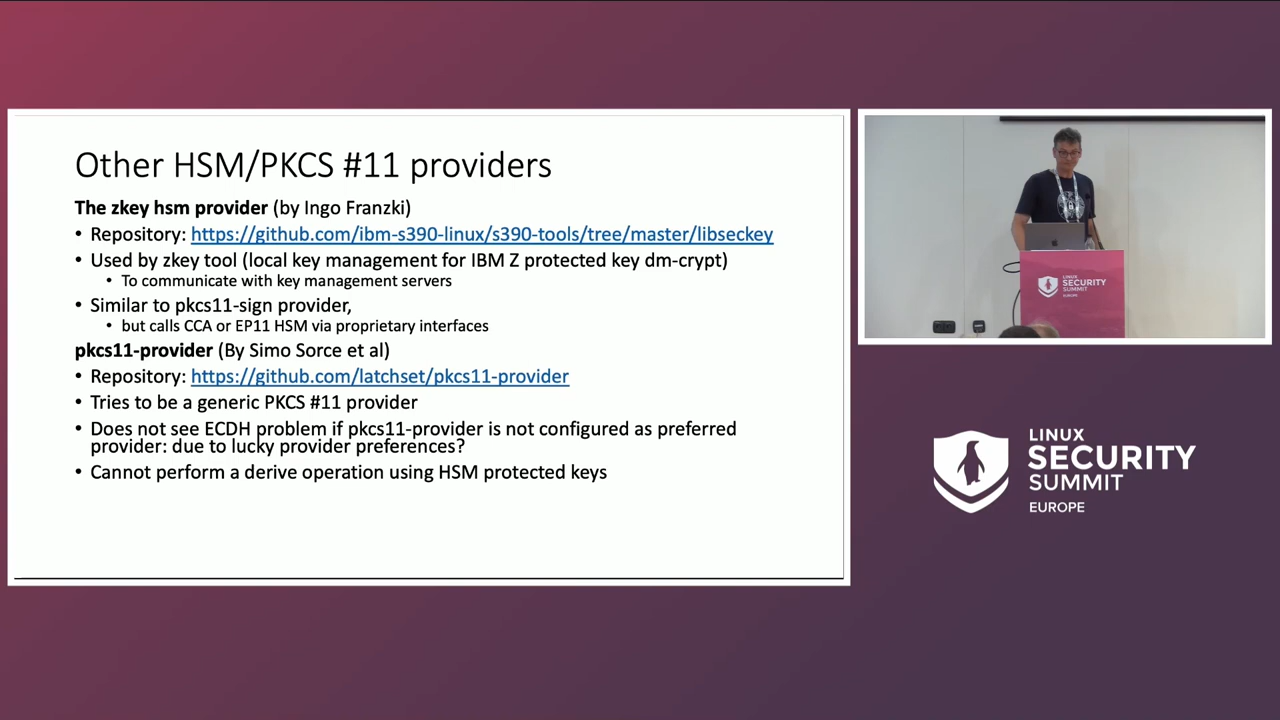 Other HSM/PKCS #11 providers
The zkey hsm provider (by Ingo Franzki)
• Repository: https://github.com/ibm-s390-linux/s390-tools/tree/master/libseckey
• Used by zkey tool (local key management for IBM Z protected key dm-crypt)
• To communicate with key management servers
• Similar to pkcs11-sign provider,
• but calls CCA or EP11 HSM via proprietary interfaces
pkcs11-provider (By Simo Sorce et al)
• Repository: https://github.com/latchset/pkcs11-provider
• Tries to be a generic PKCS #11 provider
• Does not see ECDH problem if pkcs11-provider is not configured as preferred
provider: due to lucky provider preferences?
• Cannot perform a derive operation using HSM protected keys
LINUX
SECURITY
SUMMIT
EUROPE
LINUX
SECURITY
SUMMIT
EUROPE